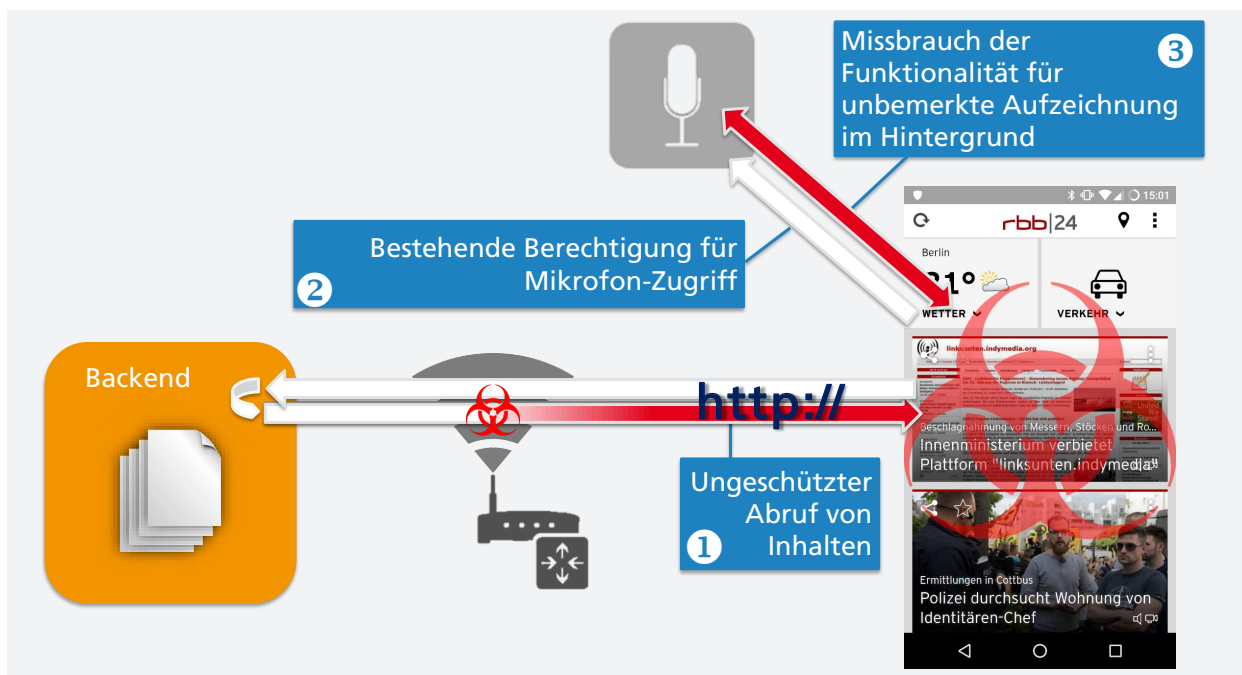 Missbrauch der
Funktionalität für
unbemerkte Aufzeichnung
im Hintergrund
3
Bestehende Berechtigung für
Mikrofon-Zugriff
2
Backend
http://
Ungeschützter
Abruf von
Inhalten
1
15:01
rbb|24
Berlin
WETTER
VERKEHR
linksunten.indymedia.org
Beschlagnahmung von Messern, Stöcken und Ro...
Innenministerium verbietet
Plattform "linksunten.indymedia"
Ermittlungen in Cottbus
Polizei durchsucht Wohnung von
Identitären-Chef